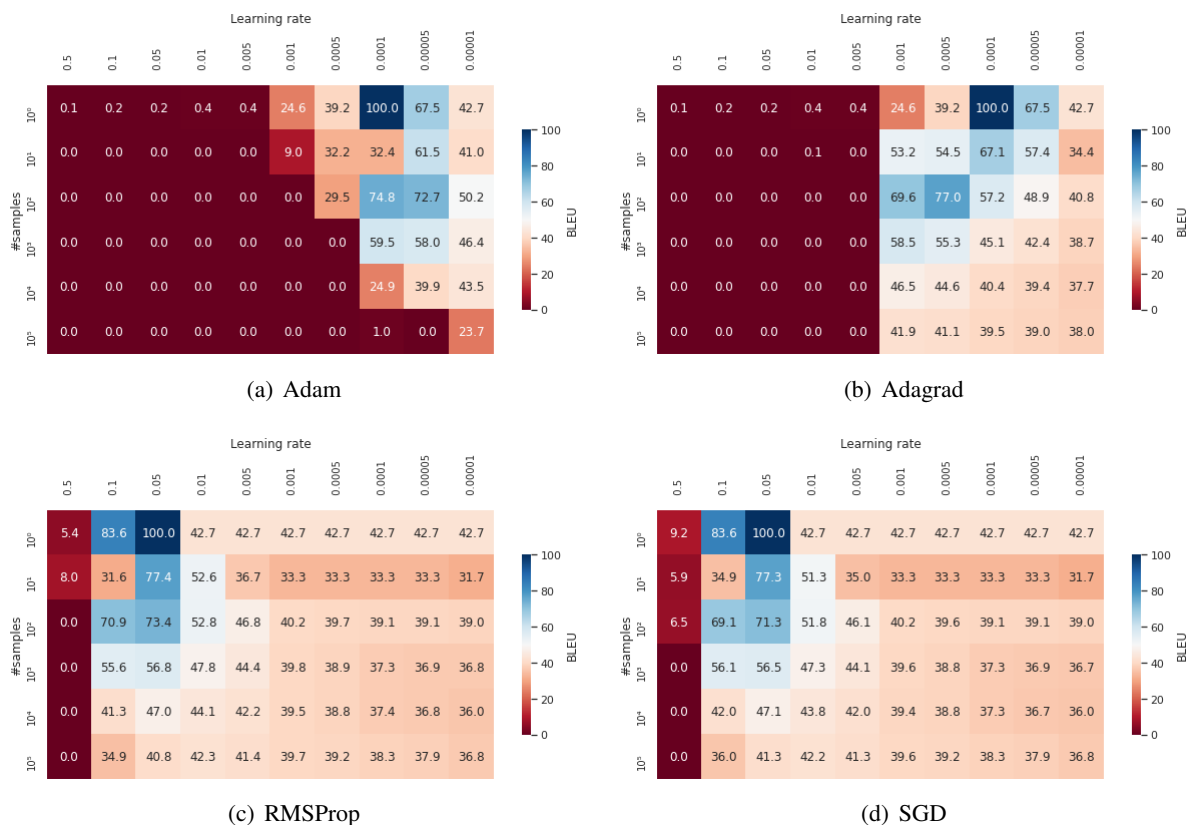 Learning rate
0.5 0.1 0.05 0.01 0.005 0.001 0.0005 0.0001 0.00005 0.00001
#samples
10⁰ 0.1 0.2 0.2 0.4 0.4 24.6 39.2 100.0 67.5 42.7
10¹ 0.0 0.0 0.0 0.0 0.0 9.0 32.2 32.4 61.5 41.0
10² 0.0 0.0 0.0 0.0 0.0 0.0 29.5 74.8 72.7 50.2
10³ 0.0 0.0 0.0 0.0 0.0 0.0 0.0 59.5 58.0 46.4
10⁴ 0.0 0.0 0.0 0.0 0.0 0.0 0.0 24.9 39.9 43.5
10⁵ 0.0 0.0 0.0 0.0 0.0 0.0 0.0 1.0 0.0 23.7
100
80
60
40
20
0
BLEU
(a) Adam
Learning rate
0.5 0.1 0.05 0.01 0.005 0.001 0.0005 0.0001 0.00005 0.00001
#samples
10⁰ 0.1 0.2 0.2 0.4 0.4 24.6 39.2 100.0 67.5 42.7
10¹ 0.0 0.0 0.0 0.1 0.0 53.2 54.5 67.1 57.4 34.4
10² 0.0 0.0 0.0 0.0 0.0 69.6 77.0 57.2 48.9 40.8
10³ 0.0 0.0 0.0 0.0 0.0 58.5 55.3 45.1 42.4 38.7
10⁴ 0.0 0.0 0.0 0.0 0.0 46.5 44.6 40.4 39.4 37.7
10⁵ 0.0 0.0 0.0 0.0 0.0 41.9 41.1 39.5 39.0 38.0
100
80
60
40
20
0
BLEU
(b) Adagrad
Learning rate
0.5 0.1 0.05 0.01 0.005 0.001 0.0005 0.0001 0.00005 0.00001
#samples
10⁰ 5.4 83.6 100.0 42.7 42.7 42.7 42.7 42.7 42.7 42.7
10¹ 8.0 31.6 77.4 52.6 36.7 33.3 33.3 33.3 33.3 31.7
10² 0.0 70.9 73.4 52.8 46.8 40.2 39.7 39.1 39.1 39.0
10³ 0.0 55.6 56.8 47.8 44.4 39.8 38.9 37.3 36.9 36.8
10⁴ 0.0 41.3 47.0 44.1 42.2 39.5 38.8 37.4 36.8 36.0
10⁵ 0.0 34.9 40.8 42.3 41.4 39.7 39.2 38.3 37.9 36.8
100
80
60
40
20
0
BLEU
(c) RMSProp
Learning rate
0.5 0.1 0.05 0.01 0.005 0.001 0.0005 0.0001 0.00005 0.00001
#samples
10⁰ 9.2 83.6 100.0 42.7 42.7 42.7 42.7 42.7 42.7 42.7
10¹ 5.9 34.9 77.3 51.3 35.0 33.3 33.3 33.3 33.3 31.7
10² 6.5 69.1 71.3 51.8 46.1 40.2 39.6 39.1 39.1 39.0
10³ 0.0 56.1 56.5 47.3 44.1 39.6 38.8 37.3 36.9 36.7
10⁴ 0.0 42.0 47.1 43.8 42.0 39.4 38.8 37.3 36.7 36.0
10⁵ 0.0 36.0 41.3 42.2 41.3 39.6 39.2 38.3 37.9 36.8
100
80
60
40
20
0
BLEU
(d) SGD